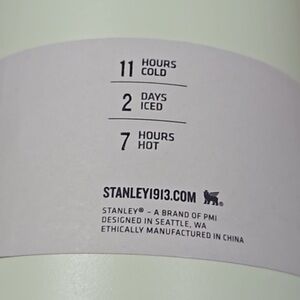 11 HOURS COLD
2 DAYS ICED
7 HOURS HOT
STANLEY1913.COM
STANLEY® – A BRAND OF PMI
DESIGNED IN SEATTLE, WA
ETHICALLY MANUFACTURED IN CHINA